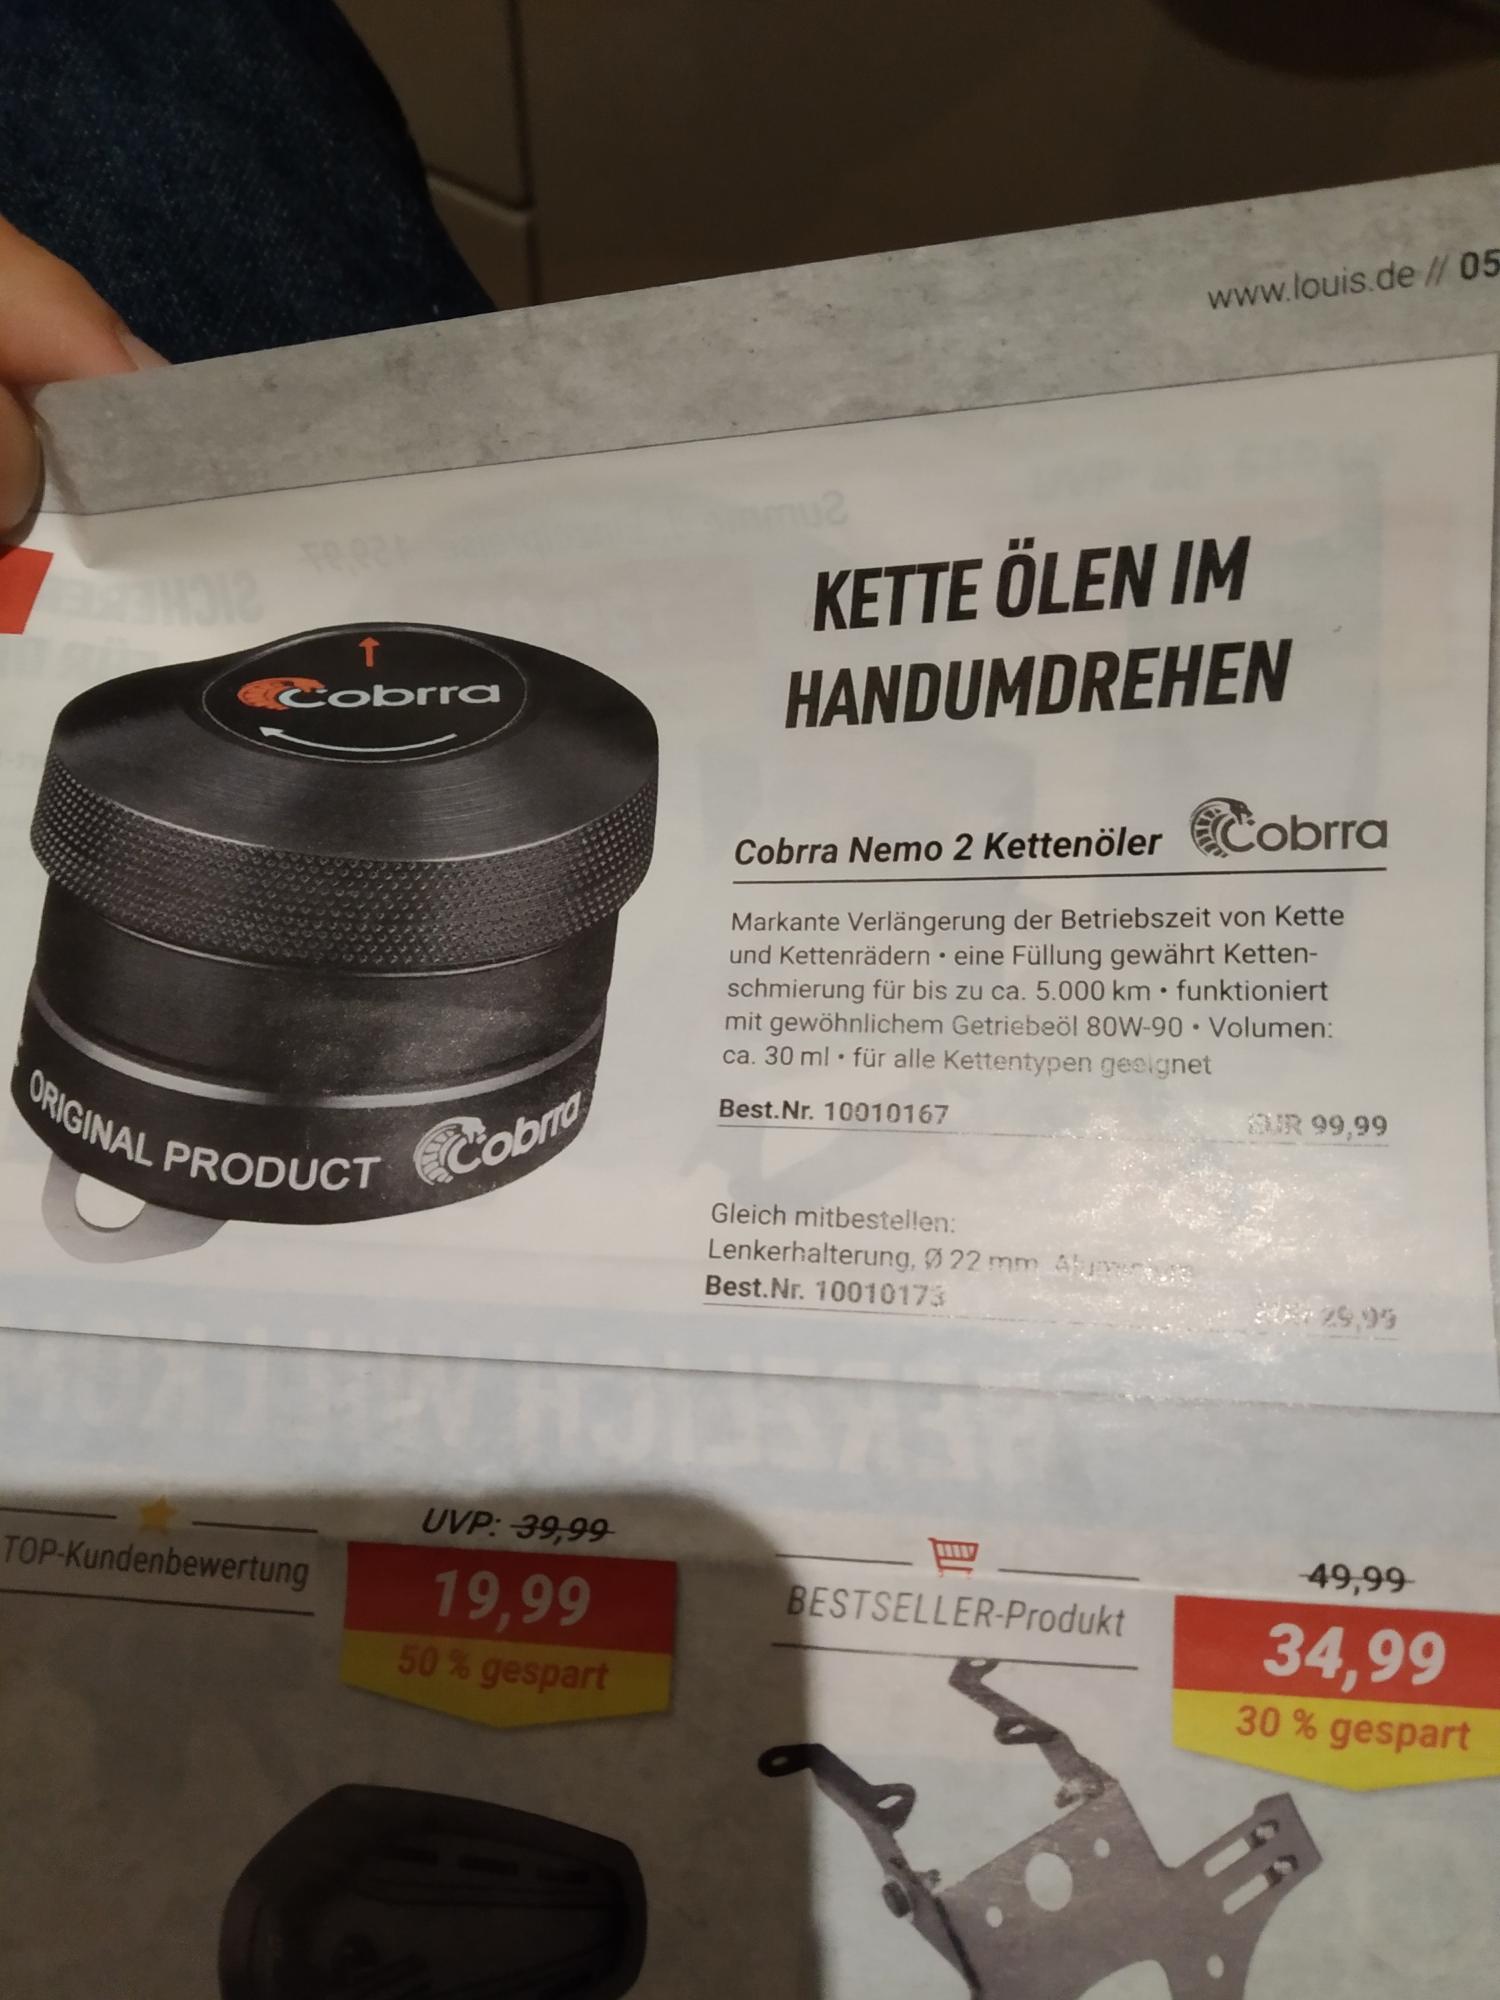 www.louis.de // 05
Cobrra
ORIGINAL PRODUCT Cobrra
KETTE ÖLEN IM
HANDUMDREHEN
Cobrra Nemo 2 Kettenöler Cobrra
Markante Verlängerung der Betriebszeit von Kette
und Kettenrädern • eine Füllung gewährt Ketten-
schmierung für bis zu ca. 5.000 km • funktioniert
mit gewöhnlichem Getriebeöl 80W-90 • Volumen:
ca. 30 ml • für alle Kettentypen geeignet
Best.Nr. 10010167 EUR 99,99
Gleich mitbestellen:
Lenkerhalterung, Ø 22 mm
Best.Nr. 10010173
TOP-Kundenbewertung
UVP: 39,99
19,99
50 % gespart
BESTSELLER-Produkt
49,99
34,99
30 % gespart